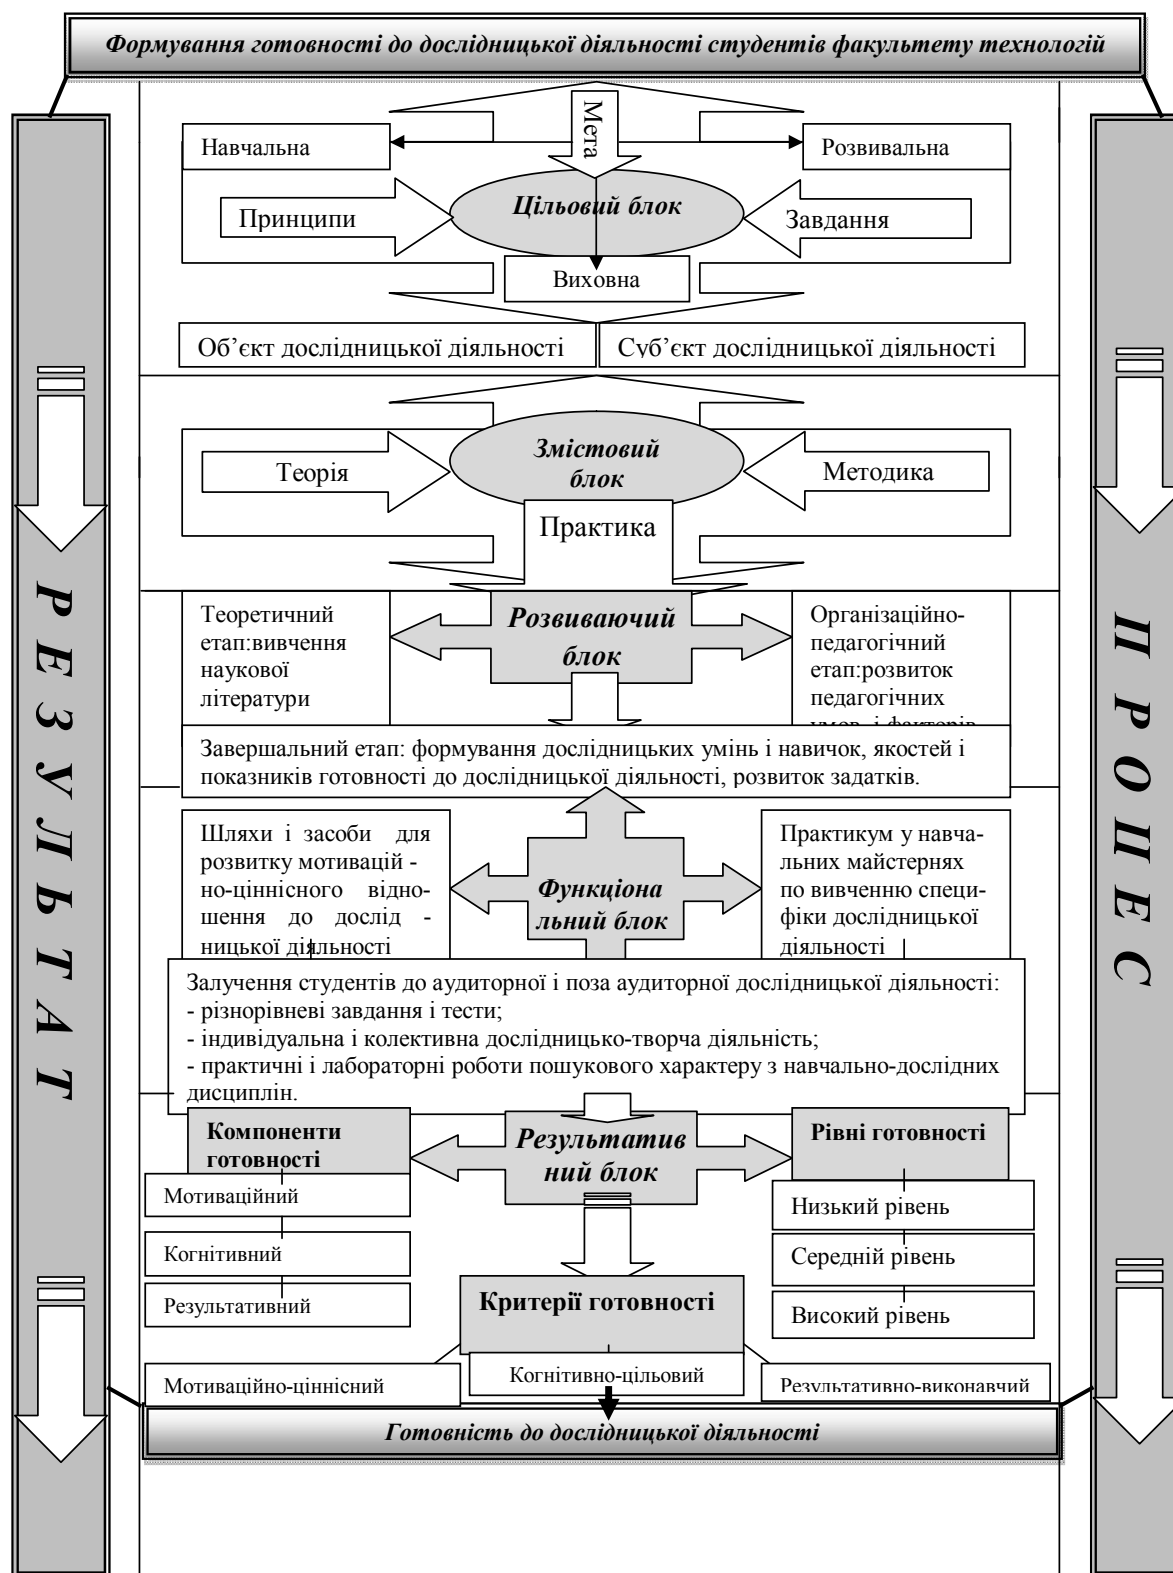 Формування готовності до дослідницької діяльності студентів факультету технологій
Мета
Навчальна
Розвивальна
Принципи
Цільовий блок
Завдання
Виховна
Об’єкт дослідницької діяльності
Суб’єкт дослідницької діяльності
Теорія
Змістовий
блок
Методика
Практика
Теоретичний
етап:вивчення
наукової
літератури
Розвиваючий
блок
Організаційно-
педагогічний
етап:розвиток
педагогічних
умов і факторів
Завершальний етап: формування дослідницьких умінь і навичок, якостей і
показників готовності до дослідницької діяльності, розвиток задатків.
Шляхи і засоби для
розвитку мотивацій -
но-ціннісного відно-
шення до дослід -
ницької діяльності
Функціона
льний блок
Практикум у навча-
льних майстернях
по вивченню специ-
фіки дослідницької
діяльності
Залучення студентів до аудиторної і поза аудиторної дослідницької діяльності:
- різнорівневі завдання і тести;
- індивідуальна і колективна дослідницько-творча діяльність;
- практичні і лабораторні роботи пошукового характеру з навчально-дослідних
дисциплін.
Компоненти
готовності
Результатив
ний блок
Рівні готовності
Мотиваційний
Когнітивний
Результативний
Низький рівень
Середній рівень
Високий рівень
Критерії готовності
Мотиваційно-ціннісний
Когнітивно-цільовий
Результативно-виконавчий
Готовність до дослідницької діяльності
РЕЗУЛЬТАТ
ПРОЦЕС